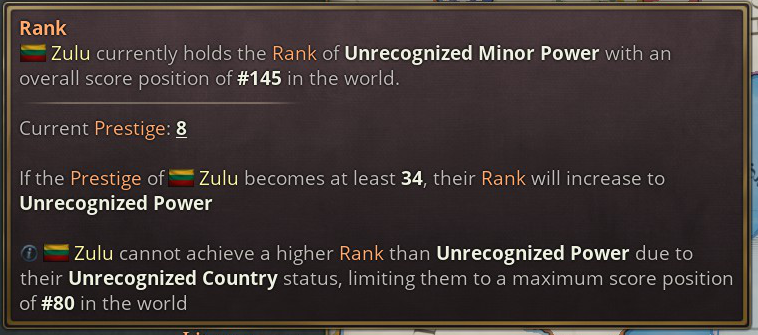 Rank
Zulu currently holds the Rank of Unrecognized Minor Power with an
overall score position of #145 in the world.
Current Prestige: 8
If the Prestige of Zulu becomes at least 34, their Rank will increase to
Unrecognized Power
Zulu cannot achieve a higher Rank than Unrecognized Power due to
their Unrecognized Country status, limiting them to a maximum score position
of #80 in the world